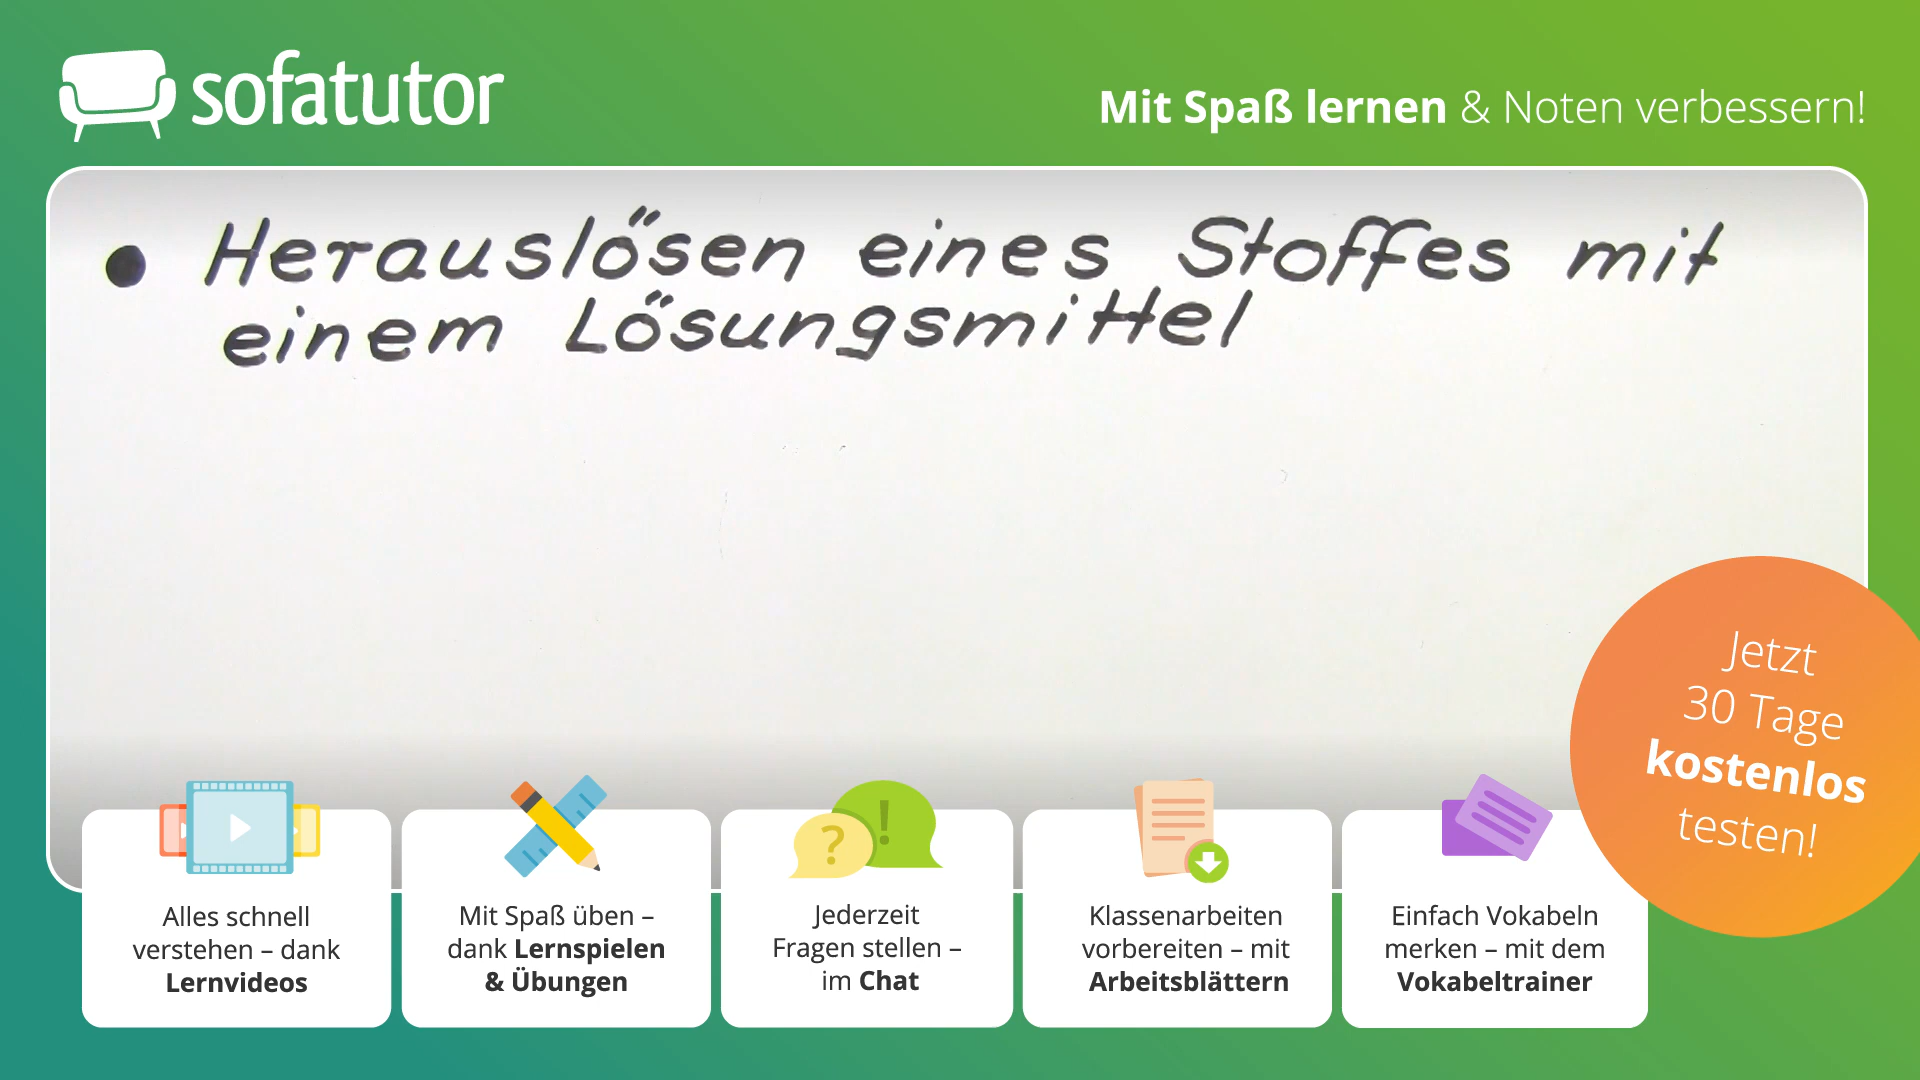 sofatutor
Mit Spaß lernen & Noten verbessern!
• Herauslösen eines Stoffes mit
einem Lösungsmittel
Jetzt
30 Tage
kostenlos
testen!
Alles schnell
verstehen – dank
Lernvideos
Mit Spaß üben –
dank Lernspielen
& Übungen
? !
Jederzeit
Fragen stellen –
im Chat
Klassenarbeiten
vorbereiten – mit
Arbeitsblättern
Einfach Vokabeln
merken – mit dem
Vokabeltrainer